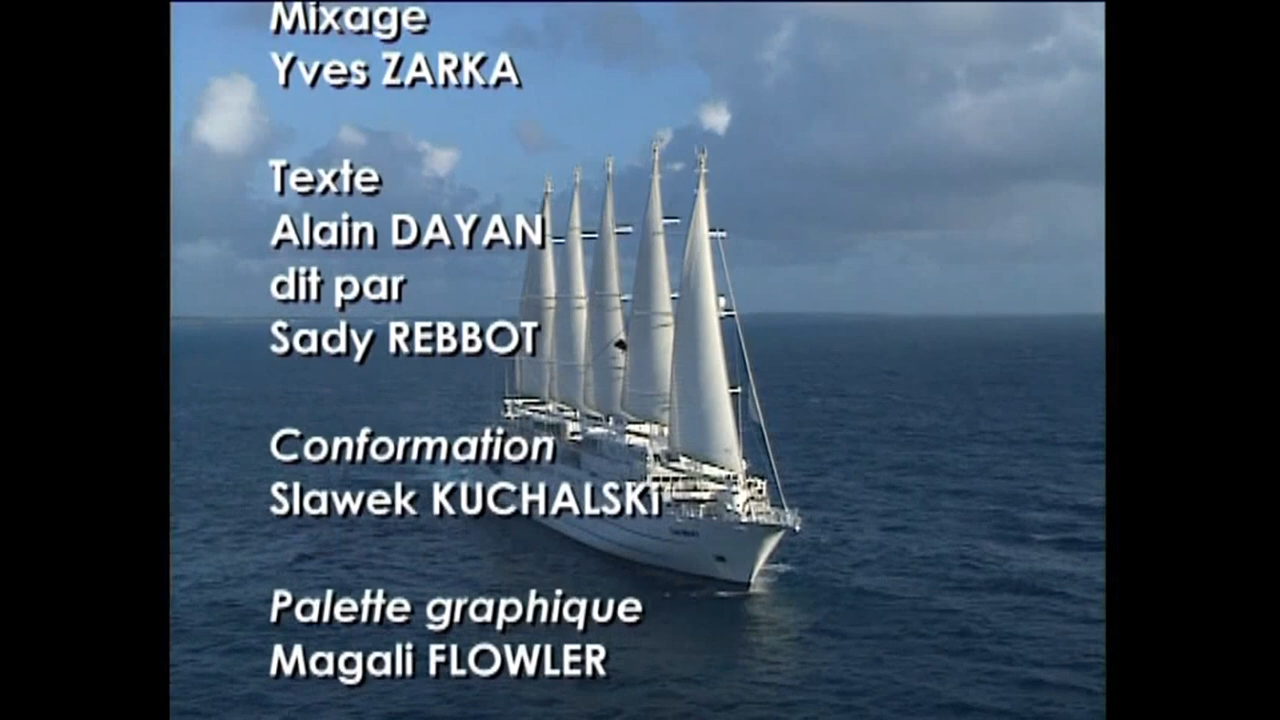 Mixage
Yves ZARKA
Texte
Alain DAYAN
dit par
Sady REBBOT
Conformation
Slawek KUCHALSKI
Palette graphique
Magali FLOWLER